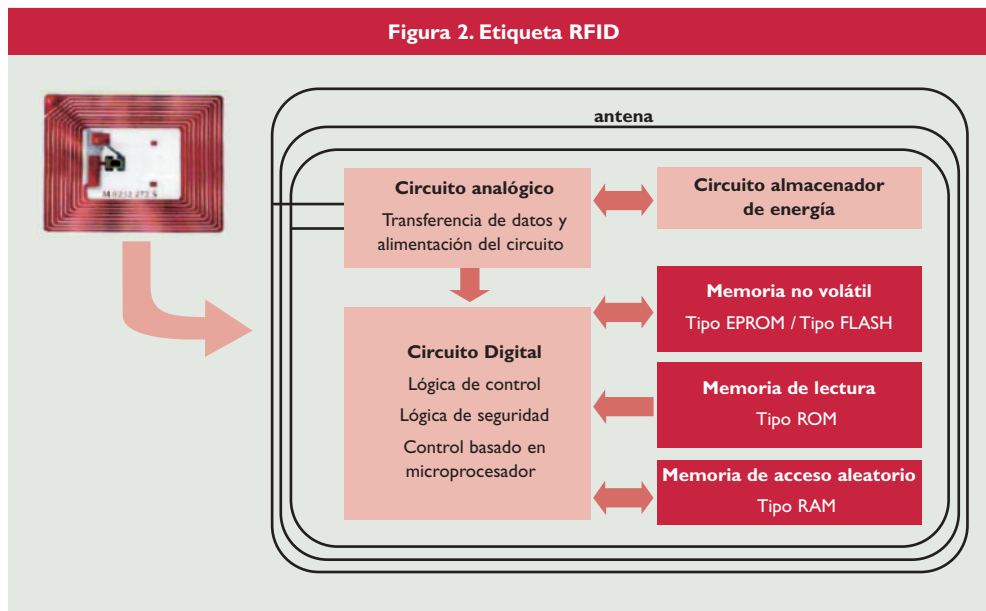 Figura 2. Etiqueta RFID
antena
Circuito analógico
Transferencia de datos y
alimentación del circuito
Circuito almacenador
de energía
Memoria no volátil
Tipo EPROM / Tipo FLASH
Circuito Digital
Lógica de control
Lógica de seguridad
Control basado en
microprocesador
Memoria de lectura
Tipo ROM
Memoria de acceso aleatorio
Tipo RAM